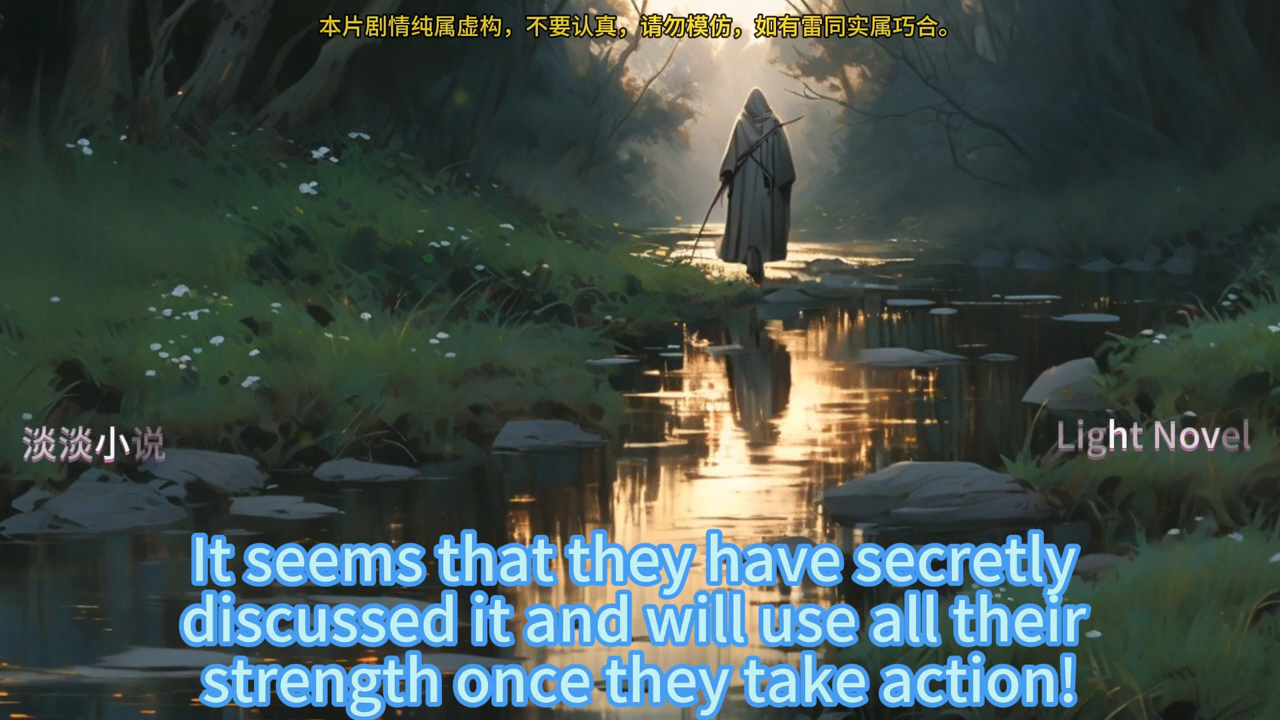 本片剧情纯属虚构，不要认真，请勿模仿，如有雷同实属巧合。
淡淡小说
Light Novel
It seems that they have secretly
discussed it and will use all their
strength once they take action!